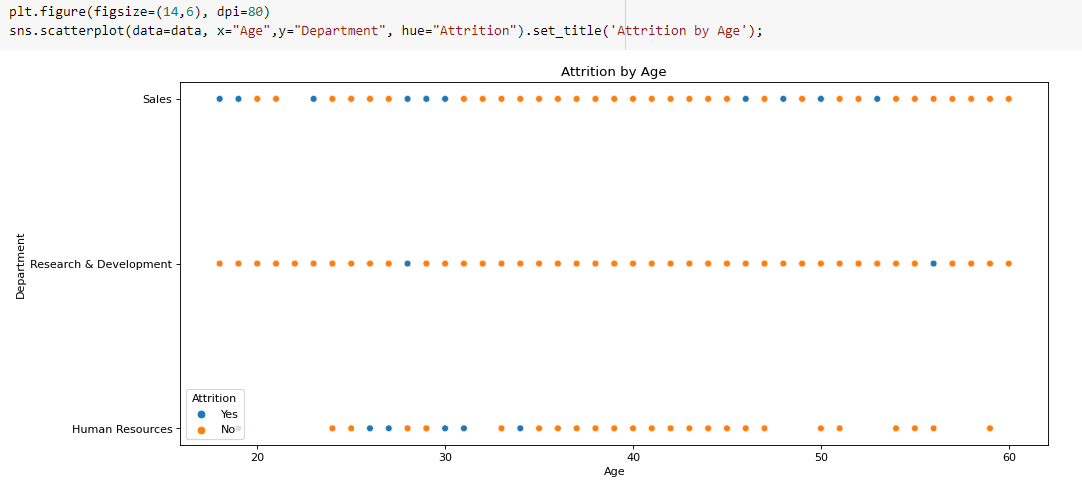 plt.figure(figsize=(14,6), dpi=80)
sns.scatterplot(data=data, x="Age",y="Department", hue="Attrition").set_title('Attrition by Age');
Attrition by Age
Sales
Research & Development
Human Resources
Department
Attrition
Yes
No
20 30 40 50 60
Age